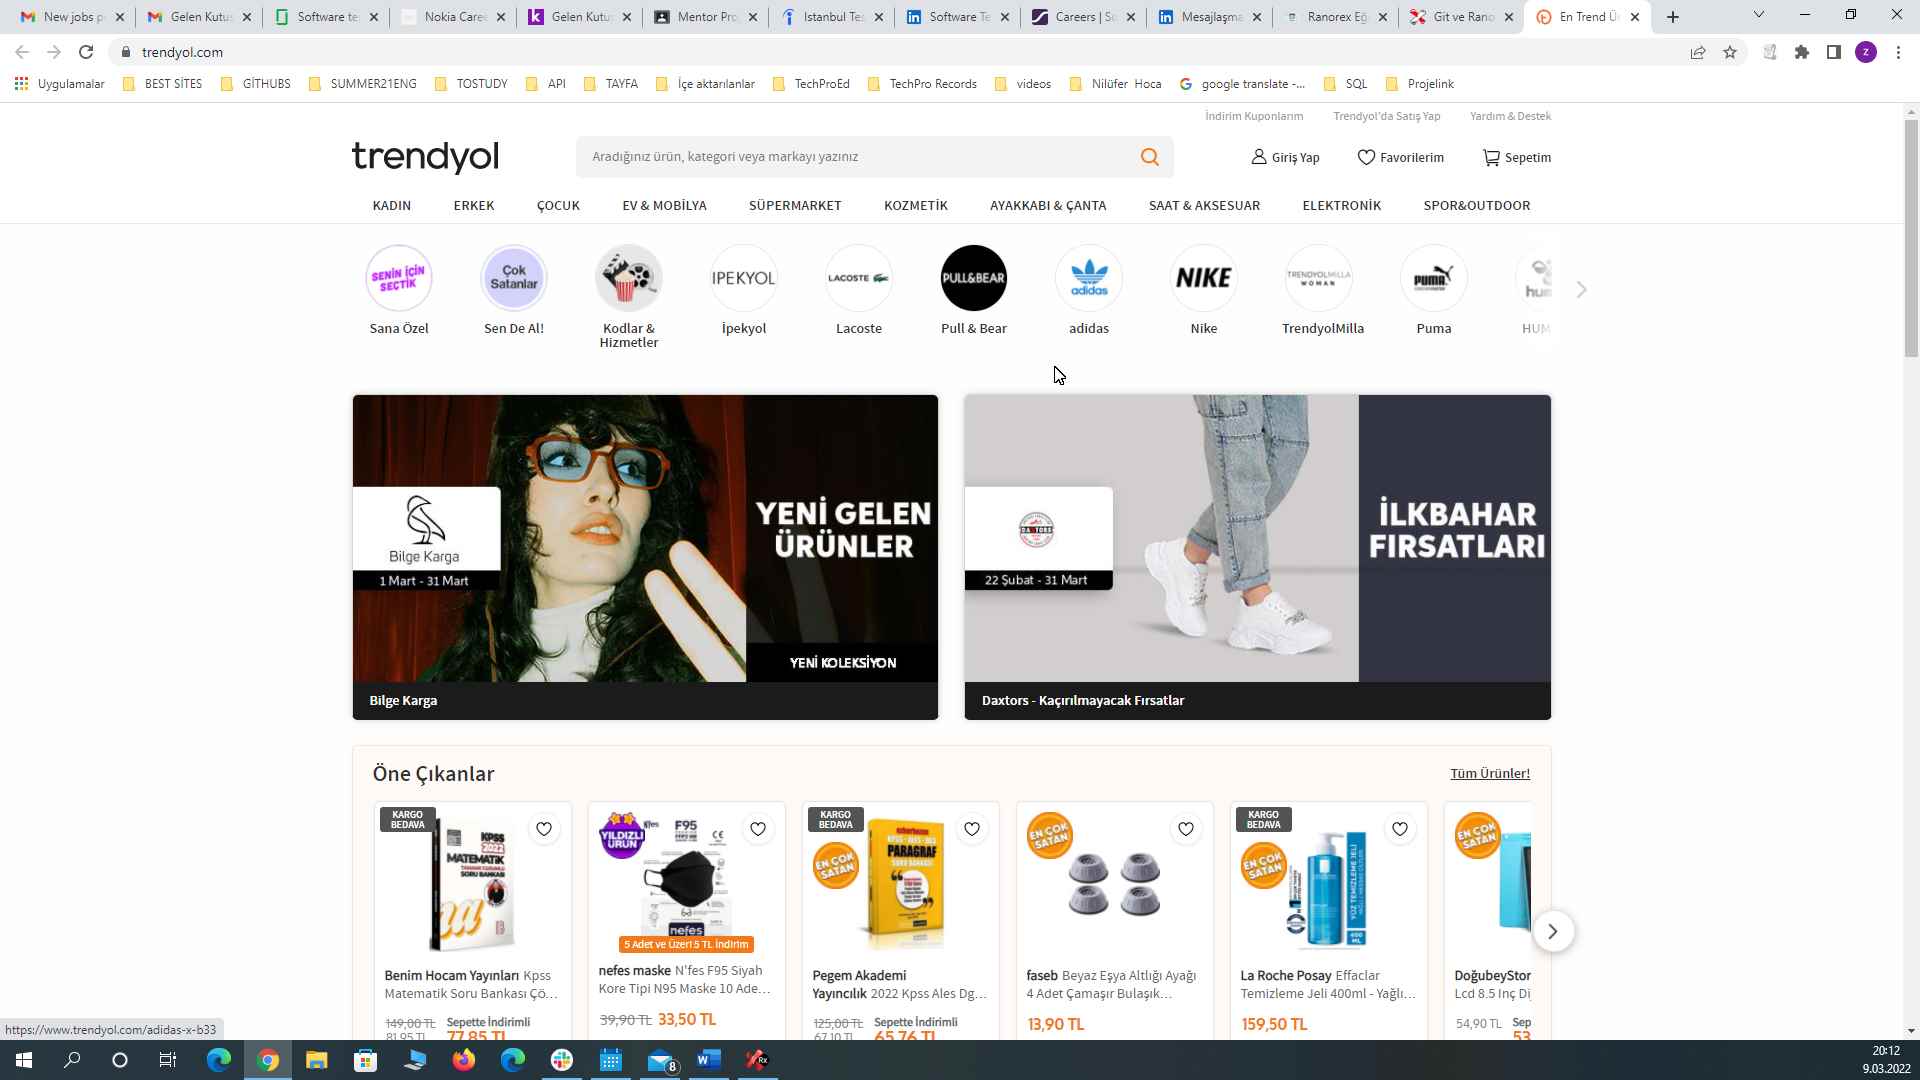 New jobs p
Gelen Kutus
Software te
Nokia Caree
Gelen Kutu
Mentor Pro
Istanbul Tes
Software Te
Careers | So
Mesajlaşma
Ranorex Eğ
Git ve Rano
En Trend Ü
trendyol.com
Z
Uygulamalar
BEST SİTES
GİTHUBS
SUMMER21ENG
TOSTUDY
API
TAYFA
İçe aktarılanlar
TechProEd
TechPro Records
videos
Nilüfer Hoca
google translate -...
SQL
Projelink
İndirim Kuponlarım
Trendyol'da Satış Yap
Yardım & Destek
trendyol
Aradığınız ürün, kategori veya markayı yazınız
Giriş Yap
Favorilerim
Sepetim
KADIN
ERKEK
ÇOCUK
EV & MOBİLYA
SÜPERMARKET
KOZMETİK
AYAKKABI & ÇANTA
SAAT & AKSESUAR
ELEKTRONİK
SPOR&OUTDOOR
SENİN İÇİN
SEÇTİK
Çok
Satanlar
IPEKYOL
LACOSTE
PULL&BEAR
adidas
NIKE
TRENDYOLMILLA
WOMAN
PUMA
hum
Sana Özel
Sen De Al!
Kodlar &
Hizmetler
İpekyol
Lacoste
Pull & Bear
adidas
Nike
TrendyolMilla
Puma
HUM
Bilge Karga
1 Mart - 31 Mart
YENİ GELEN
ÜRÜNLER
YENİ KOLEKSİYON
Bilge Karga
DAXTORS
22 Şubat - 31 Mart
İLKBAHAR
FIRSATLARI
Daxtors - Kaçırılmayacak Fırsatlar
Öne Çıkanlar
Tüm Ürünler!
KARGO
BEDAVA
KPSS
2022
MATEMATİK
SORU BANKASI
Benim Hocam Yayınları Kpss
Matematik Soru Bankası Çö...
149,00 TL
Sepette İndirimli
81,95 TL
77,85 TL
YILDIZLI
ÜRÜN
F95
nefes
5 Adet ve Üzeri 5 TL İndirim
nefes maske N'fes F95 Siyah
Kore Tipi N95 Maske 10 Ade...
39,90 TL
33,50 TL
KARGO
BEDAVA
EN ÇOK
SATAN
PARAGRAF
SORU BANKASI
Pegem Akademi
Yayıncılık 2022 Kpss Ales Dg...
125,00 TL
Sepette İndirimli
67,10 TL
65,76 TL
EN ÇOK
SATAN
faseb Beyaz Eşya Altlığı Ayağı
4 Adet Çamaşır Bulaşık...
13,90 TL
KARGO
BEDAVA
EN ÇOK
SATAN
YÜZ TEMİZLEME JELİ
400
ML
La Roche Posay Effaclar
Temizleme Jeli 400ml - Yağlı...
159,50 TL
EN ÇOK
SATAN
DoğubeyStor
Lcd 8.5 Inç Di
54,90 TL
Sep
53
https://www.trendyol.com/adidas-x-b33
8
20:12
9.03.2022